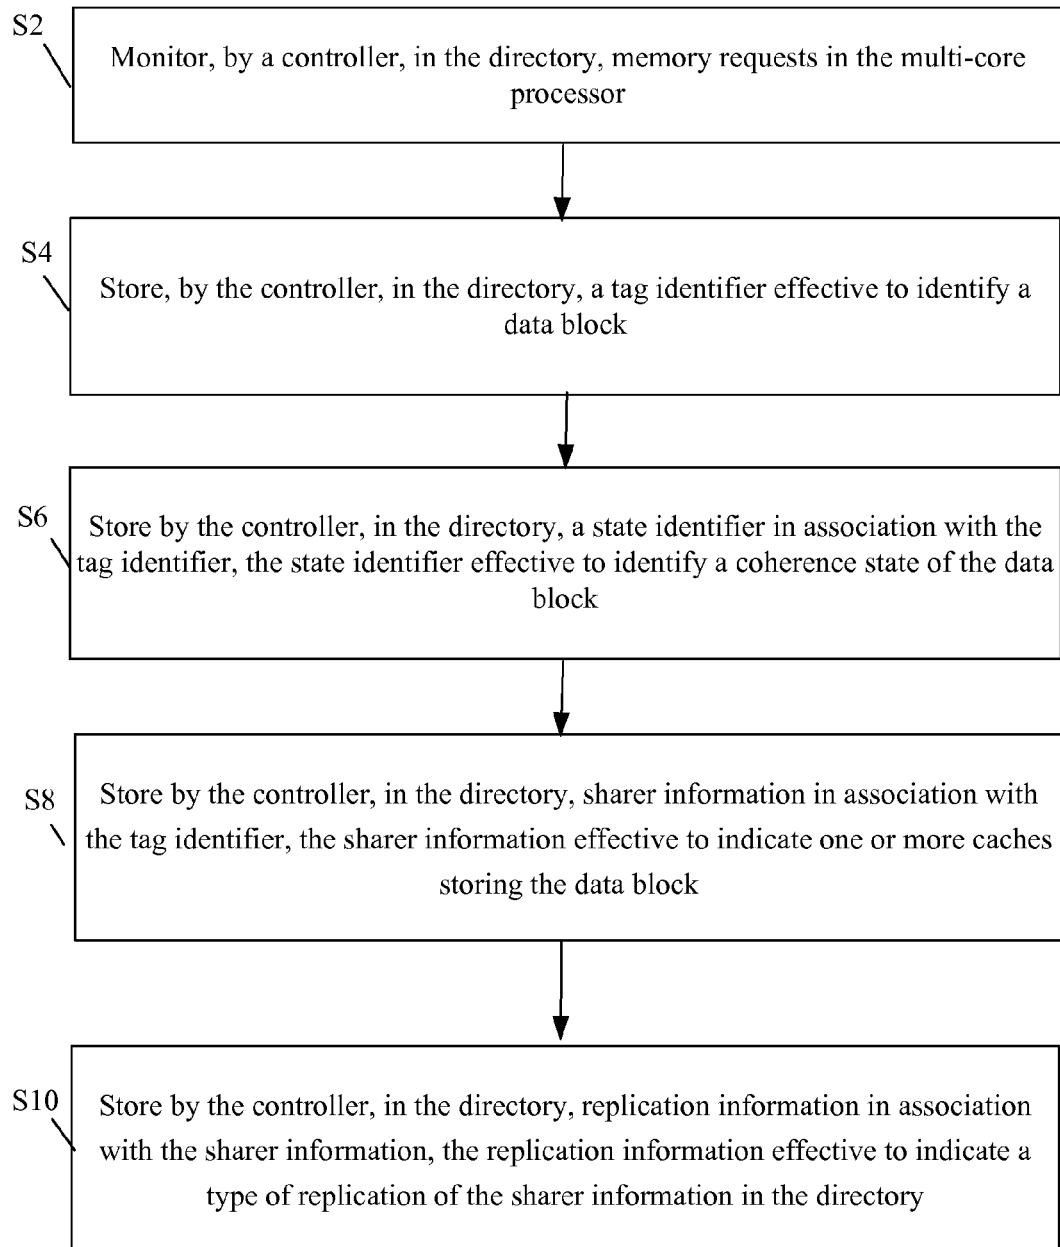 S2
Monitor, by a controller, in the directory, memory requests in the multi-core
processor
S4
Store, by the controller, in the directory, a tag identifier effective to identify a
data block
S6
Store by the controller, in the directory, a state identifier in association with the
tag identifier, the state identifier effective to identify a coherence state of the data
block
S8
Store by the controller, in the directory, sharer information in association with
the tag identifier, the sharer information effective to indicate one or more caches
storing the data block
S10
Store by the controller, in the directory, replication information in association
with the sharer information, the replication information effective to indicate a
type of replication of the sharer information in the directory